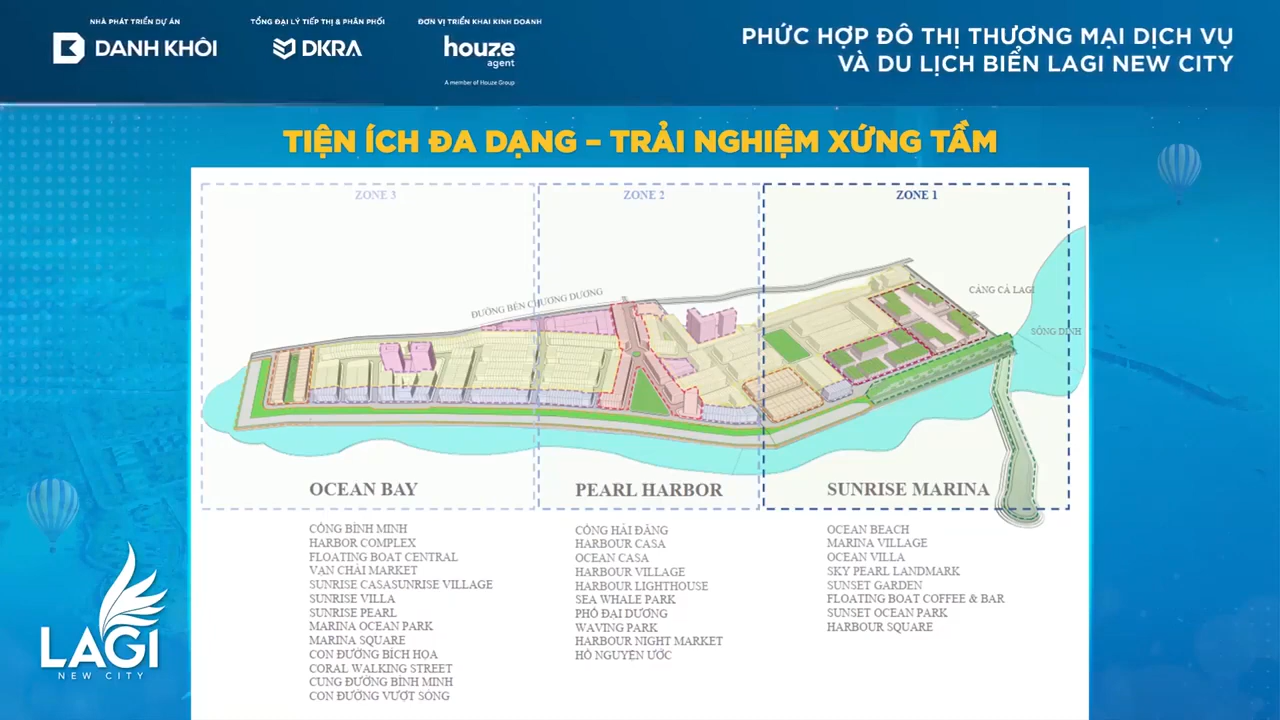 NHÀ PHÁT TRIỂN DỰ ÁN
DANH KHÔI
TỔNG ĐẠI LÝ TIẾP THỊ & PHÂN PHỐI
DKRA
ĐƠN VỊ TRIỂN KHAI KINH DOANH
houze
agent
A member of Houze Group
PHỨC HỢP ĐÔ THỊ THƯƠNG MẠI DỊCH VỤ
VÀ DU LỊCH BIỂN LAGI NEW CITY
TIỆN ÍCH ĐA DẠNG – TRẢI NGHIỆM XỨNG TẦM
ZONE 3
ZONE 2
ZONE 1
ĐƯỜNG BẾN CHƯƠNG DƯƠNG
CẢNG CÁ LAGI
SÔNG DINH
OCEAN BAY
CỔNG BÌNH MINH
HARBOR COMPLEX
FLOATING BOAT CENTRAL
VẠN CHÀI MARKET
SUNRISE CASASUNRISE VILLAGE
SUNRISE VILLA
SUNRISE PEARL
MARINA OCEAN PARK
MARINA SQUARE
CON ĐƯỜNG BÍCH HỌA
CORAL WALKING STREET
CUNG ĐƯỜNG BÌNH MINH
CON ĐƯỜNG VƯỢT SÓNG
PEARL HARBOR
CỔNG HẢI ĐĂNG
HARBOUR CASA
OCEAN CASA
HARBOUR VILLAGE
HARBOUR LIGHTHOUSE
SEA WHALE PARK
PHỐ ĐẠI DƯƠNG
WAVING PARK
HARBOUR NIGHT MARKET
HỒ NGUYỆN ƯỚC
SUNRISE MARINA
OCEAN BEACH
MARINA VILLAGE
OCEAN VILLA
SKY PEARL LANDMARK
SUNSET GARDEN
FLOATING BOAT COFFEE & BAR
SUNSET OCEAN PARK
HARBOUR SQUARE
LAGI
NEW CITY